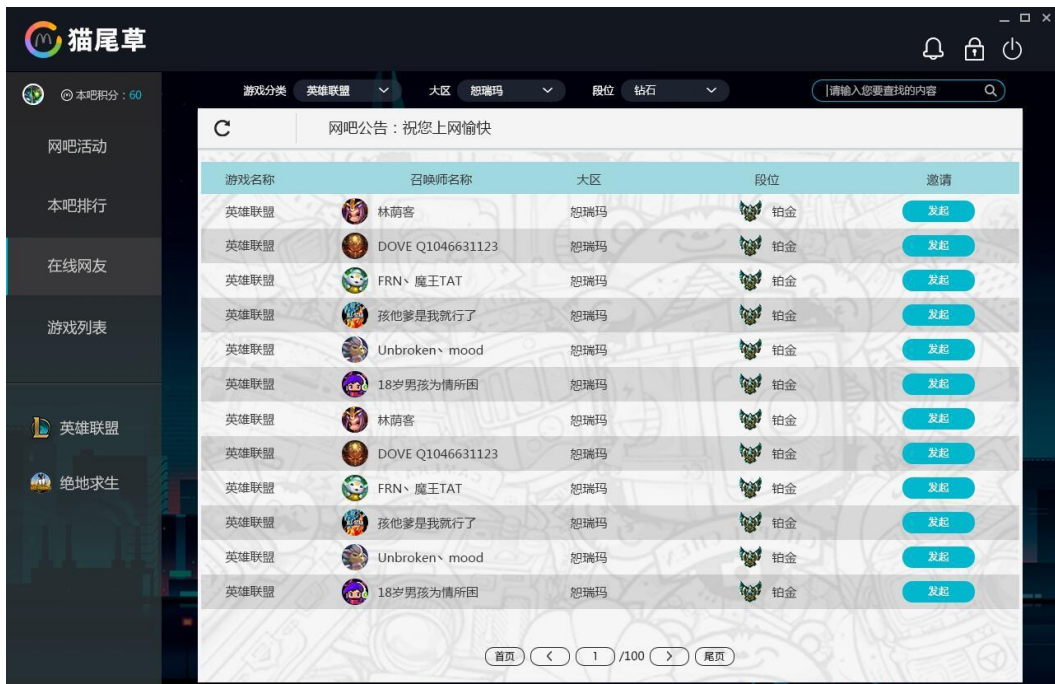 猫尾草
本吧积分：60
网吧活动
本吧排行
在线网友
游戏列表
英雄联盟
绝地求生
游戏分类 英雄联盟 大区 恕瑞玛 段位 钻石 请输入您要查找的内容
网吧公告：祝您上网愉快
游戏名称 召唤师名称 大区 段位 邀请
英雄联盟 林荫客 恕瑞玛 铂金 发起
英雄联盟 DOVE Q1046631123 恕瑞玛 铂金 发起
英雄联盟 FRN丶魔王TAT 恕瑞玛 铂金 发起
英雄联盟 孩他爹是我就行了 恕瑞玛 铂金 发起
英雄联盟 Unbroken丶mood 恕瑞玛 铂金 发起
英雄联盟 18岁男孩为情所困 恕瑞玛 铂金 发起
英雄联盟 林荫客 恕瑞玛 铂金 发起
英雄联盟 DOVE Q1046631123 恕瑞玛 铂金 发起
英雄联盟 FRN丶魔王TAT 恕瑞玛 铂金 发起
英雄联盟 孩他爹是我就行了 恕瑞玛 铂金 发起
英雄联盟 Unbroken丶mood 恕瑞玛 铂金 发起
英雄联盟 18岁男孩为情所困 恕瑞玛 铂金 发起
首页 < 1 /100 > 尾页